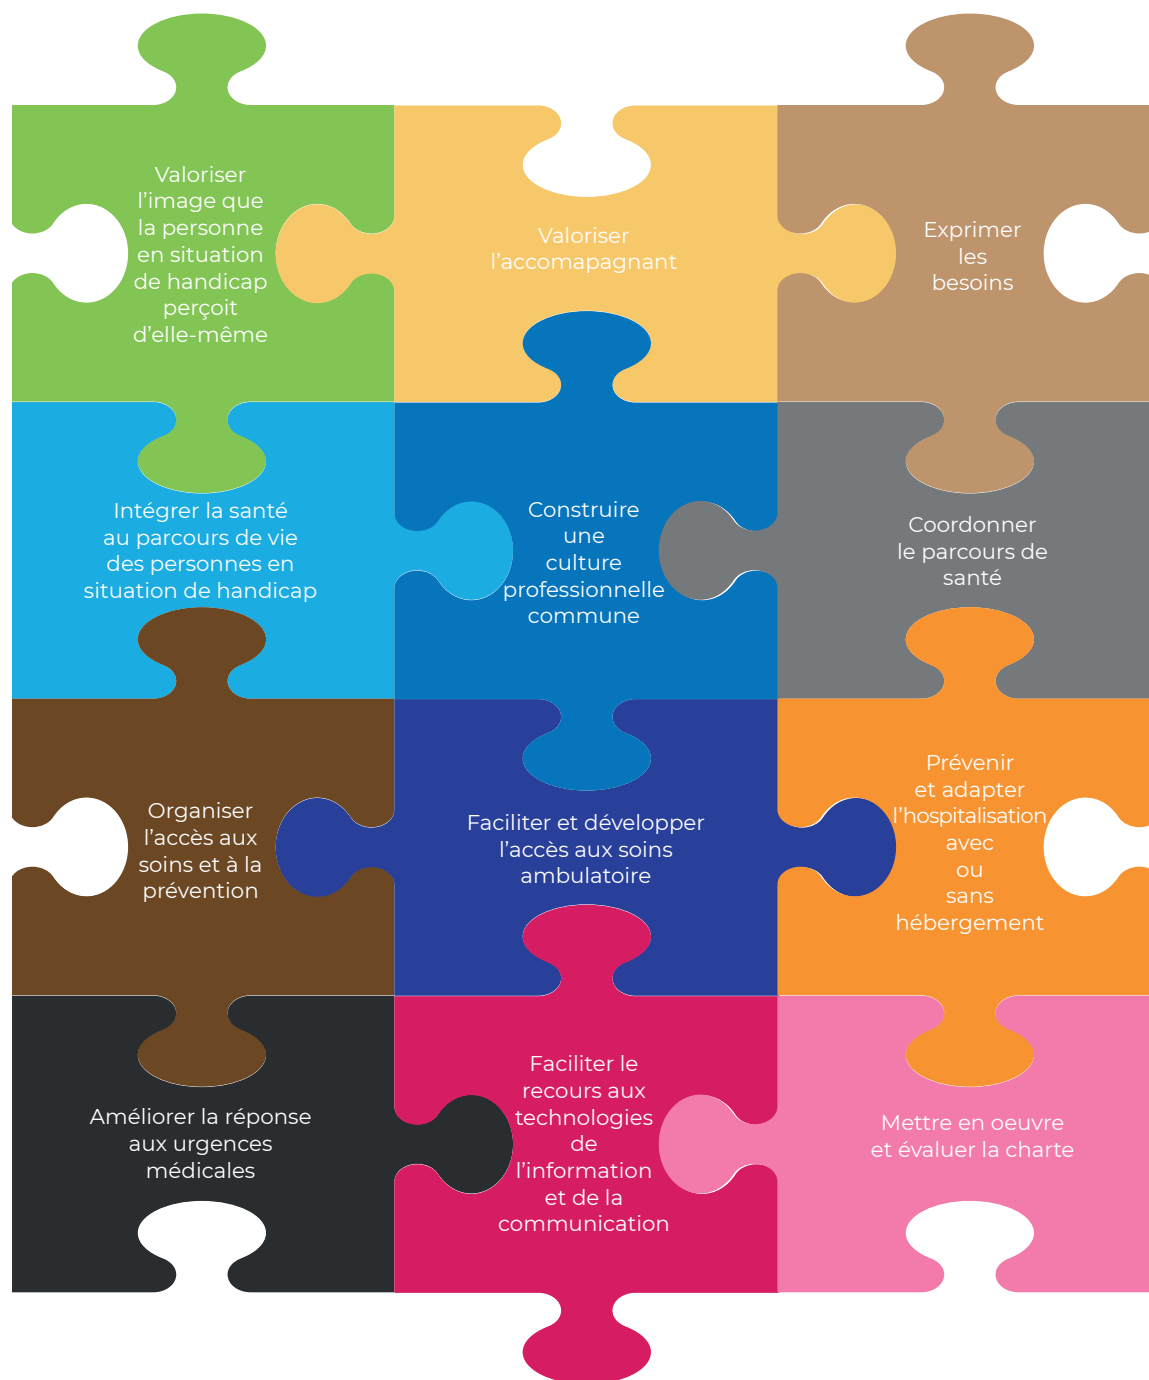 Valoriser
l'image que
la personne
en situation
de handicap
perçoit
d'elle-même
Valoriser
l'accomapagnant
Exprimer
les
besoins
Intégrer la santé
au parcours de vie
des personnes en
situation de handicap
Construire
une
culture
professionnelle
commune
Coordonner
le parcours de
santé
Organiser
l'accès aux
soins et à la
prévention
Faciliter et développer
l'accès aux soins
ambulatoire
Prévenir
et adapter
l'hospitalisation
avec
ou
sans
hébergement
Améliorer la réponse
aux urgences
médicales
Faciliter le
recours aux
technologies
de
l'information
et de la
communication
Mettre en oeuvre
et évaluer la charte